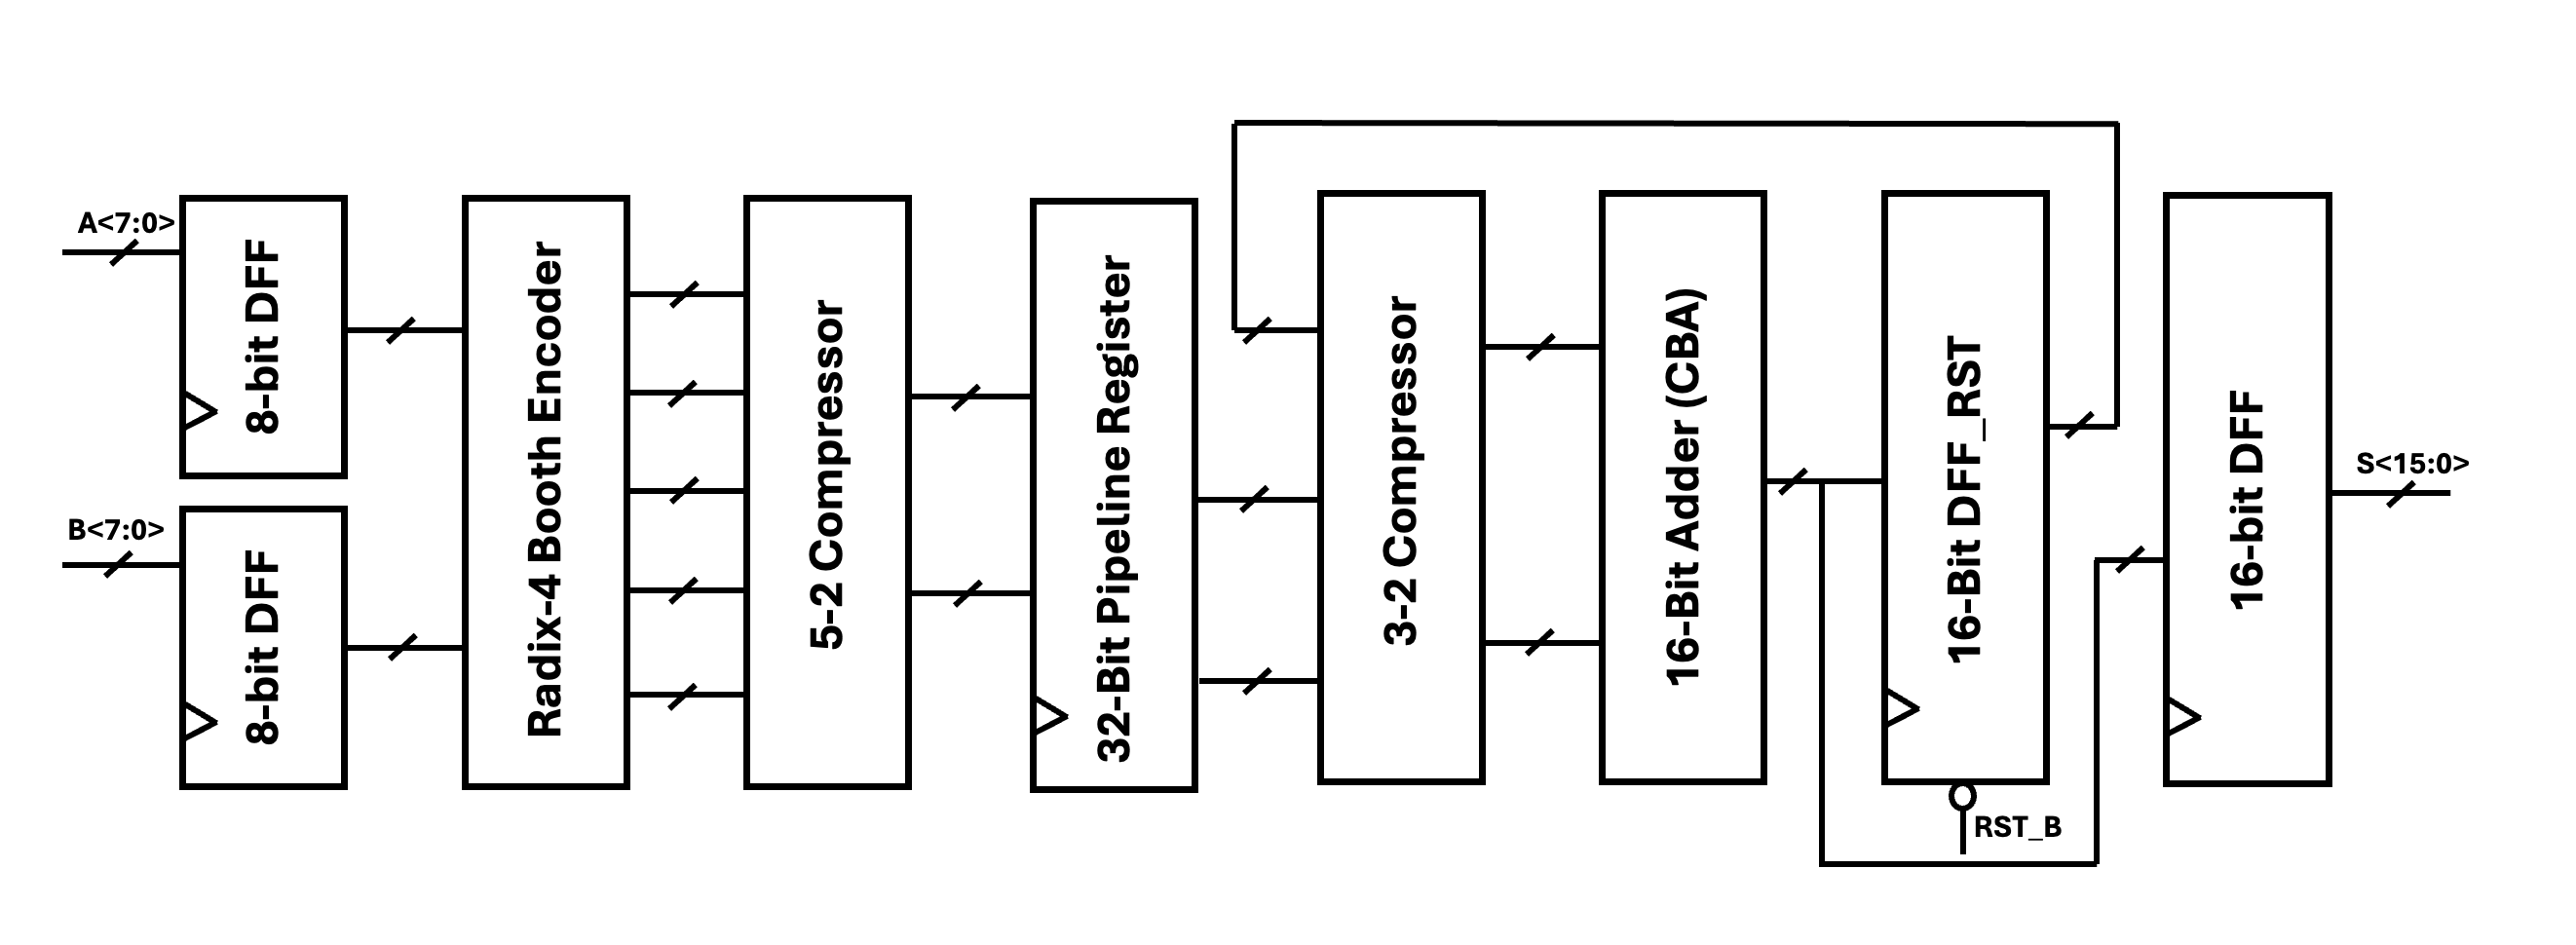 A<7:0>
8-bit DFF
B<7:0>
8-bit DFF
Radix-4 Booth Encoder
5-2 Compressor
32-Bit Pipeline Register
3-2 Compressor
16-Bit Adder (CBA)
16-Bit DFF_RST
RST_B
16-bit DFF
S<15:0>